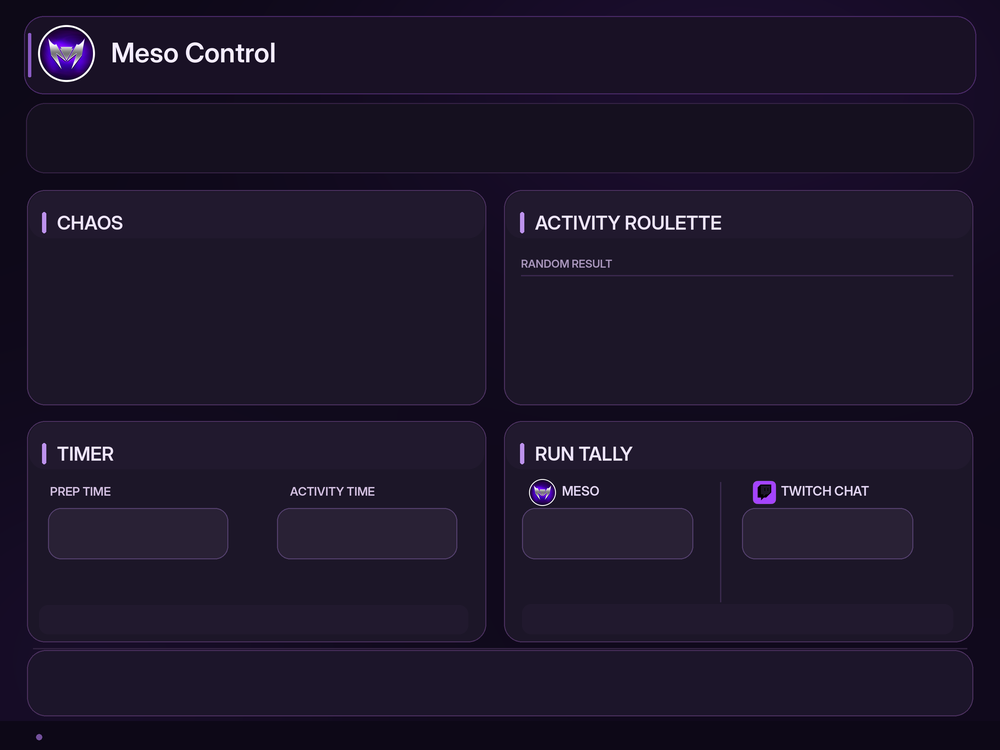 Meso Control
CHAOS
ACTIVITY ROULETTE
RANDOM RESULT
TIMER
PREP TIME
ACTIVITY TIME
RUN TALLY
MESO
TWITCH CHAT